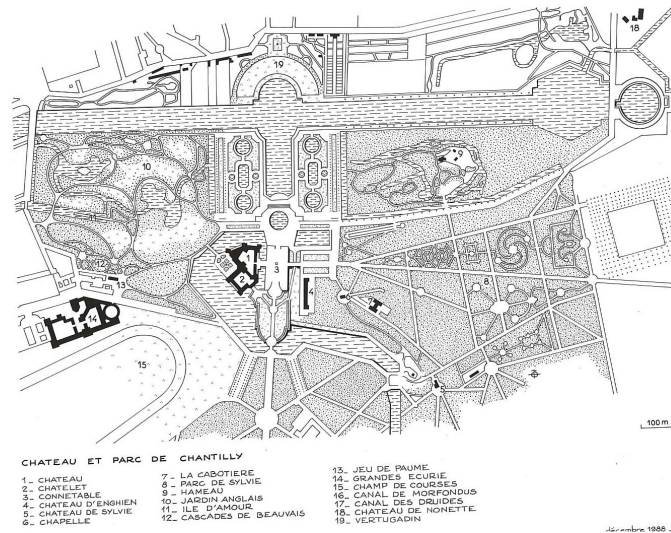 18
19
10
1
2
3
12
13
4
14
8
15
5
100 m
CHATEAU ET PARC DE CHANTILLY
1_ CHATEAU
2_ CHATELET
3_ CONNETABLE
4_ CHATEAU D'ENGHIEN
5_ CHATEAU DE SYLVIE
6_ CHAPELLE
7_ LA CABOTIERE
8_ PARC DE SYLVIE
9_ HAMEAU
10_ JARDIN ANGLAIS
11_ ILE D'AMOUR
12_ CASCADES DE BEAUVAIS
13_ JEU DE PAUME
14_ GRANDES ECURIE
15_ CHAMP DE COURSES
16_ CANAL DE MORFONDUS
17_ CANAL DES DRUIDES
18_ CHATEAU DE NONETTE
19_ VERTUGADIN
décembre 1988